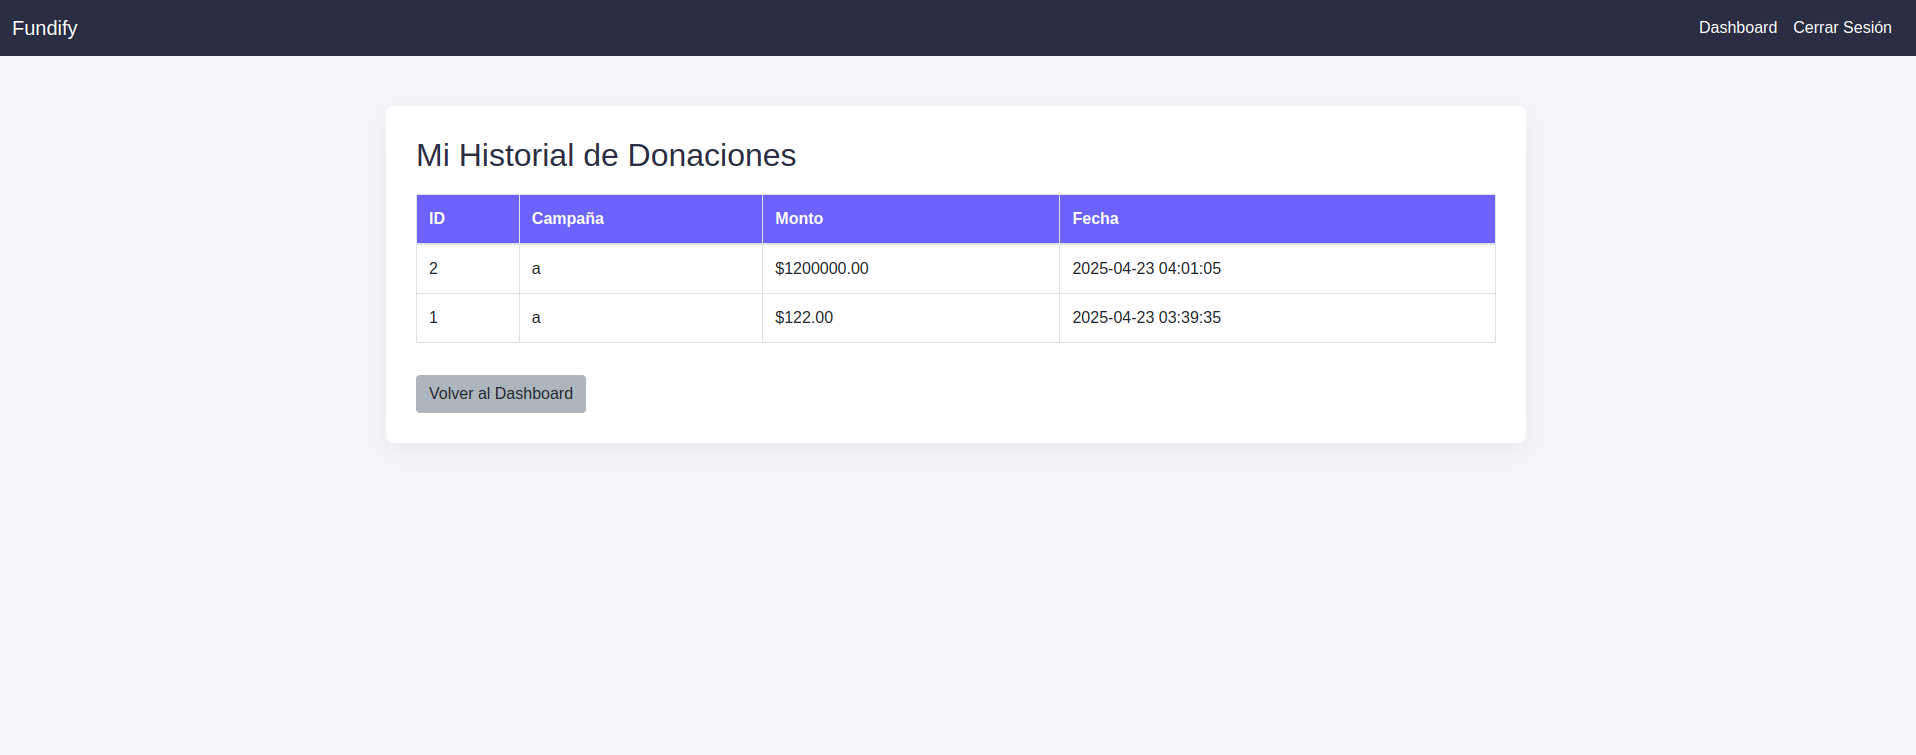 Fundify
Dashboard Cerrar Sesión
Mi Historial de Donaciones
ID Campaña Monto Fecha
2 a $1200000.00 2025-04-23 04:01:05
1 a $122.00 2025-04-23 03:39:35
Volver al Dashboard